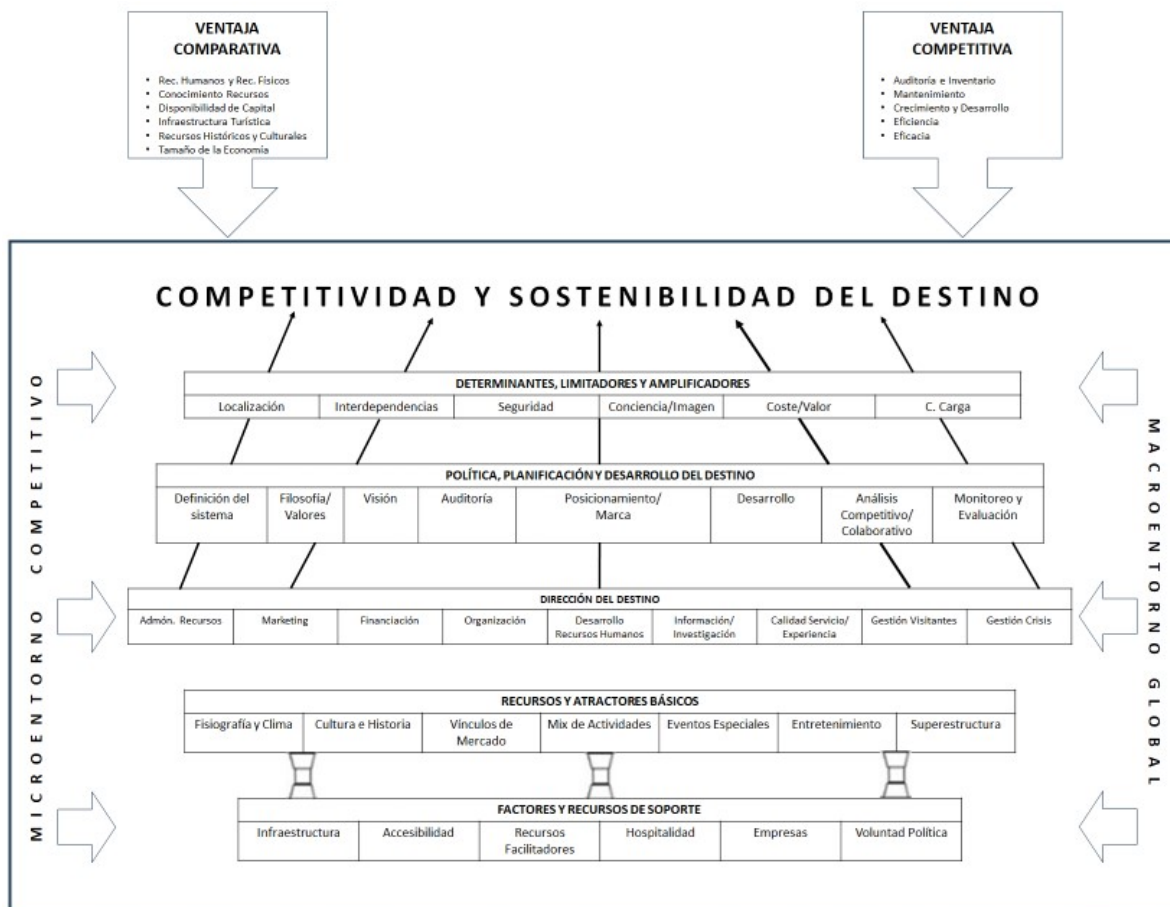 VENTAJA
COMPARATIVA
• Rec. Humanos y Rec. Físicos
• Conocimiento Recursos
• Disponibilidad de Capital
• Infraestructura Turística
• Recursos Históricos y Culturales
• Tamaño de la Economía
VENTAJA
COMPETITIVA
• Auditoría e Inventario
• Mantenimiento
• Crecimiento y Desarrollo
• Eficiencia
• Eficacia
COMPETITIVIDAD Y SOSTENIBILIDAD DEL DESTINO
MICROENTORNO COMPETITIVO
DETERMINANTES, LIMITADORES Y AMPLIFICADORES
Localización Interdependencias Seguridad Conciencia/Imagen Coste/Valor C. Carga
POLÍTICA, PLANIFICACIÓN Y DESARROLLO DEL DESTINO
Definición del sistema
Filosofía/ Valores
Visión
Auditoría
Posicionamiento/ Marca
Desarrollo
Análisis Competitivo/ Colaborativo
Monitoreo y Evaluación
DIRECCIÓN DEL DESTINO
Admón. Recursos
Marketing
Financiación
Organización
Desarrollo Recursos Humanos
Información/ Investigación
Calidad Servicio/ Experiencia
Gestión Visitantes
Gestión Crisis
RECURSOS Y ATRACTORES BÁSICOS
Fisiografía y Clima
Cultura e Historia
Vínculos de Mercado
Mix de Actividades
Eventos Especiales
Entretenimiento
Superestructura
FACTORES Y RECURSOS DE SOPORTE
Infraestructura
Accesibilidad
Recursos Facilitadores
Hospitalidad
Empresas
Voluntad Política
MACROENTORNO GLOBAL